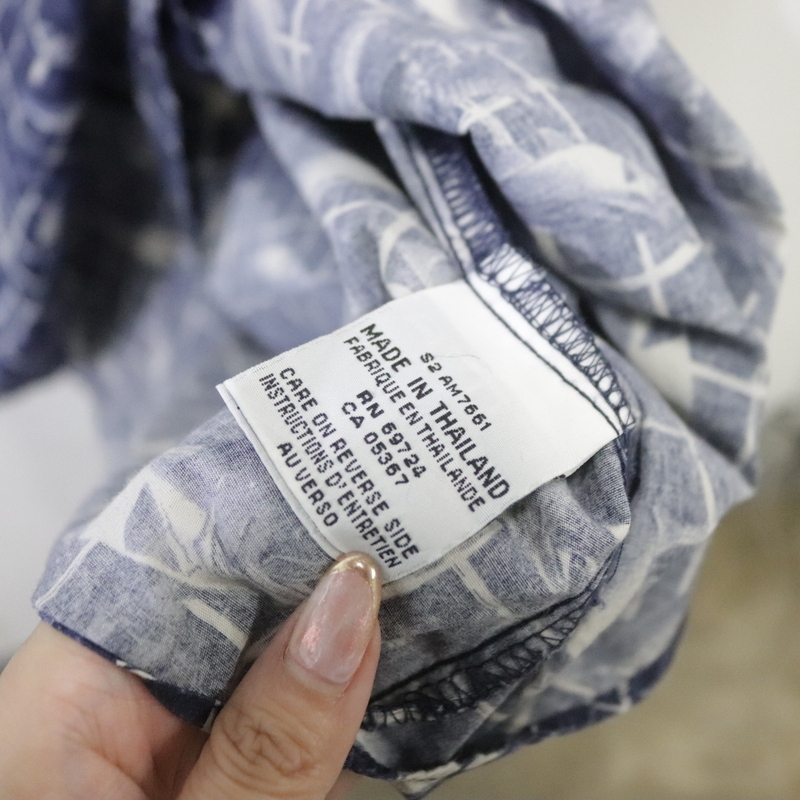 S2 AM7661
MADE IN THAILAND
FABRIQUE EN THAILANDE
RN 69724
CA 05367
CARE ON REVERSE SIDE
INSTRUCTIONS D'ENTRETIEN
AU VERSO